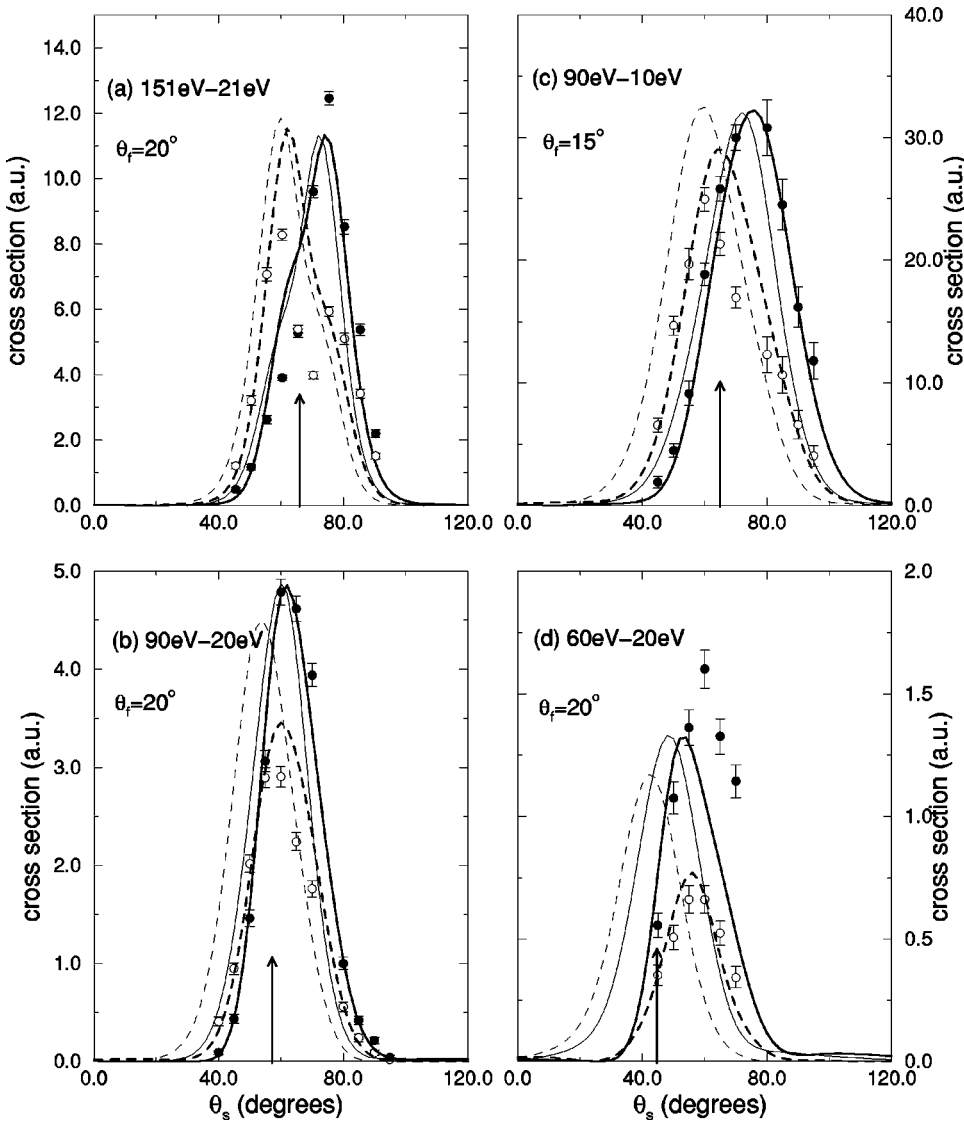 14.0
12.0
10.0
8.0
6.0
4.0
2.0
0.0
cross section (a.u.)
(a) 151eV−21eV
θf=20°
0.0 40.0 80.0 120.0
40.0
30.0
20.0
10.0
0.0
cross section (a.u.)
(c) 90eV−10eV
θf=15°
0.0 40.0 80.0 120.0
5.0
4.0
3.0
2.0
1.0
0.0
cross section (a.u.)
(b) 90eV−20eV
θf=20°
0.0 40.0 80.0 120.0
θs (degrees)
2.0
1.5
1.0
0.5
0.0
cross section (a.u.)
(d) 60eV−20eV
θf=20°
0.0 40.0 80.0 120.0
θs (degrees)